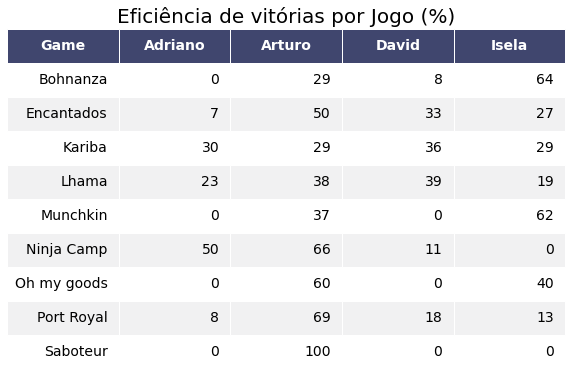 Eficiência de vitórias por Jogo (%)
Game Adriano Arturo David Isela
Bohnanza 0 29 8 64
Encantados 7 50 33 27
Kariba 30 29 36 29
Lhama 23 38 39 19
Munchkin 0 37 0 62
Ninja Camp 50 66 11 0
Oh my goods 0 60 0 40
Port Royal 8 69 18 13
Saboteur 0 100 0 0